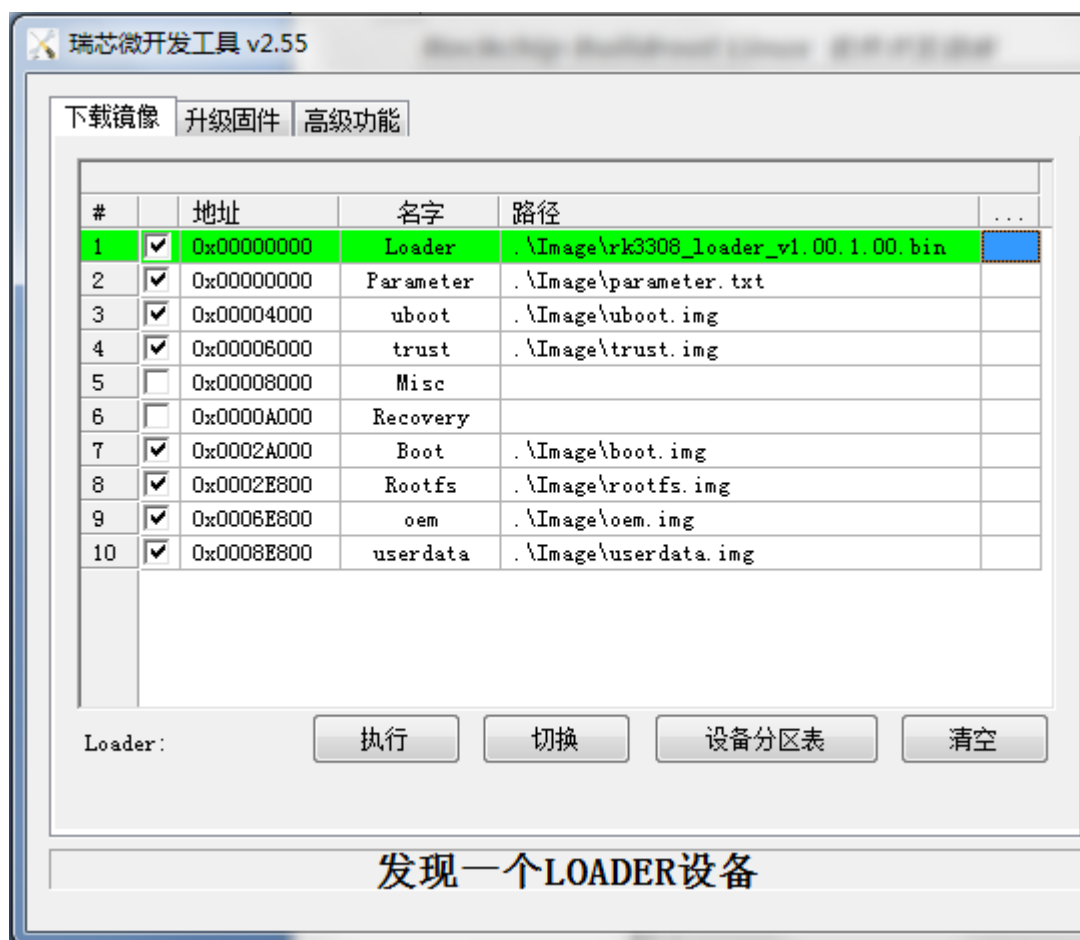 瑞芯微开发工具 v2.55
下载镜像 升级固件 高级功能
# 地址 名字 路径 ...
1 0x00000000 Loader .\Image\rk3308_loader_v1.00.1.00.bin
2 0x00000000 Parameter .\Image\parameter.txt
3 0x00004000 uboot .\Image\uboot.img
4 0x00006000 trust .\Image\trust.img
5 0x00008000 Misc
6 0x0000A000 Recovery
7 0x0002A000 Boot .\Image\boot.img
8 0x0002E800 Rootfs .\Image\rootfs.img
9 0x0006E800 oem .\Image\oem.img
10 0x0008E800 userdata .\Image\userdata.img
Loader: 执行 切换 设备分区表 清空
发现一个LOADER设备